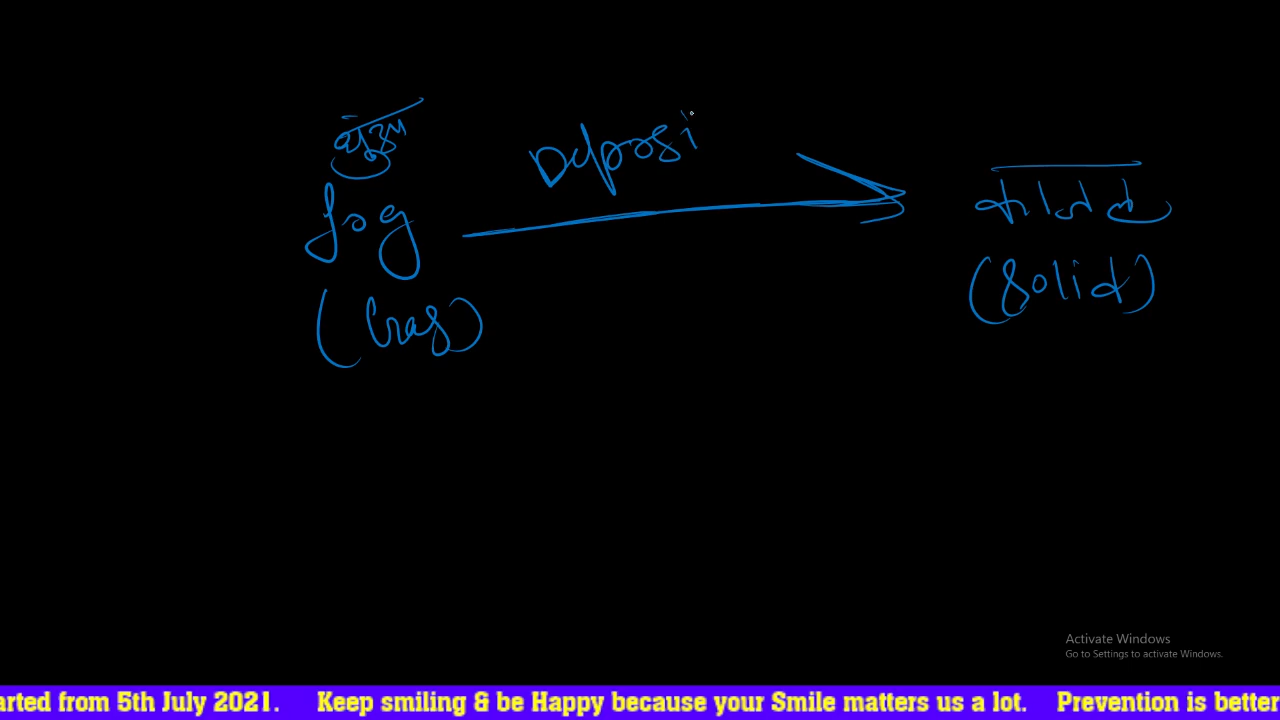 fog
(Gas)
Deposi
(Solid)
Activate Windows
Go to Settings to activate Windows.
arted from 5th July 2021. Keep smiling & be Happy because your Smile matters us a lot. Prevention is better